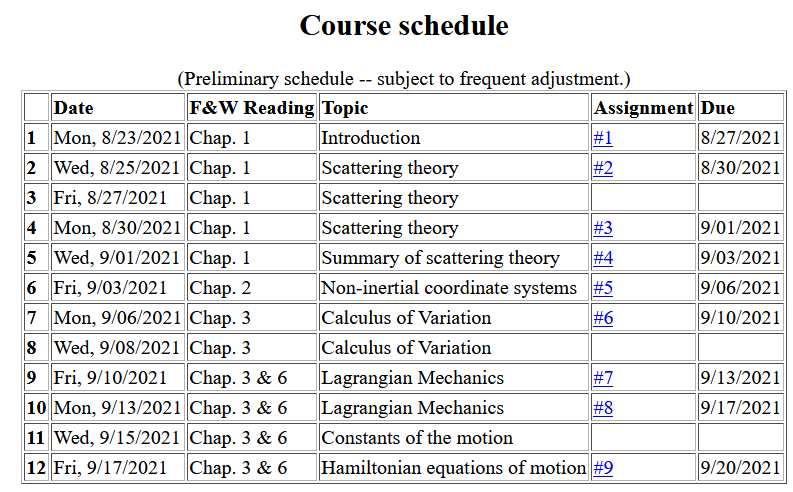 Course schedule
(Preliminary schedule -- subject to frequent adjustment.)
Date F&W Reading Topic Assignment Due
1 Mon, 8/23/2021 Chap. 1 Introduction #1 8/27/2021
2 Wed, 8/25/2021 Chap. 1 Scattering theory #2 8/30/2021
3 Fri, 8/27/2021 Chap. 1 Scattering theory
4 Mon, 8/30/2021 Chap. 1 Scattering theory #3 9/01/2021
5 Wed, 9/01/2021 Chap. 1 Summary of scattering theory #4 9/03/2021
6 Fri, 9/03/2021 Chap. 2 Non-inertial coordinate systems #5 9/06/2021
7 Mon, 9/06/2021 Chap. 3 Calculus of Variation #6 9/10/2021
8 Wed, 9/08/2021 Chap. 3 Calculus of Variation
9 Fri, 9/10/2021 Chap. 3 & 6 Lagrangian Mechanics #7 9/13/2021
10 Mon, 9/13/2021 Chap. 3 & 6 Lagrangian Mechanics #8 9/17/2021
11 Wed, 9/15/2021 Chap. 3 & 6 Constants of the motion
12 Fri, 9/17/2021 Chap. 3 & 6 Hamiltonian equations of motion #9 9/20/2021